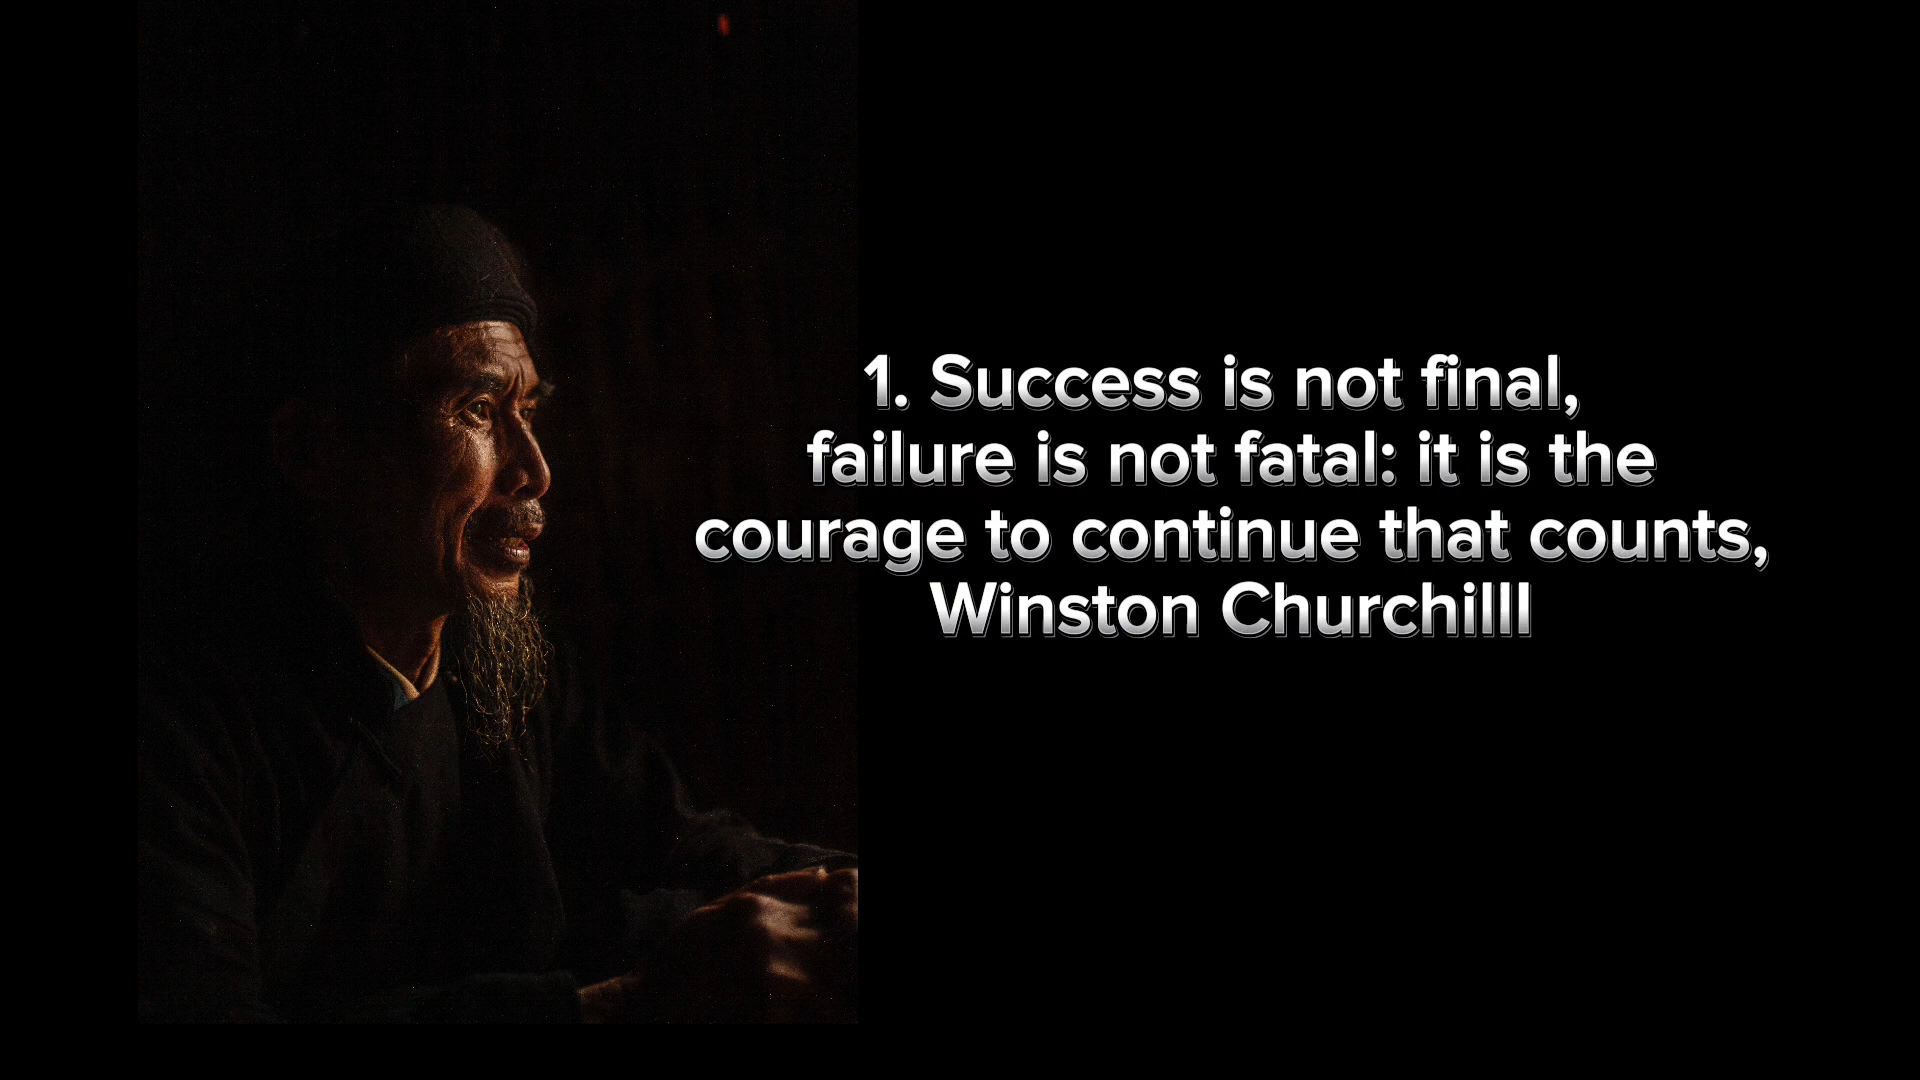 1. Success is not final,
failure is not fatal: it is the
courage to continue that counts,
Winston Churchilll